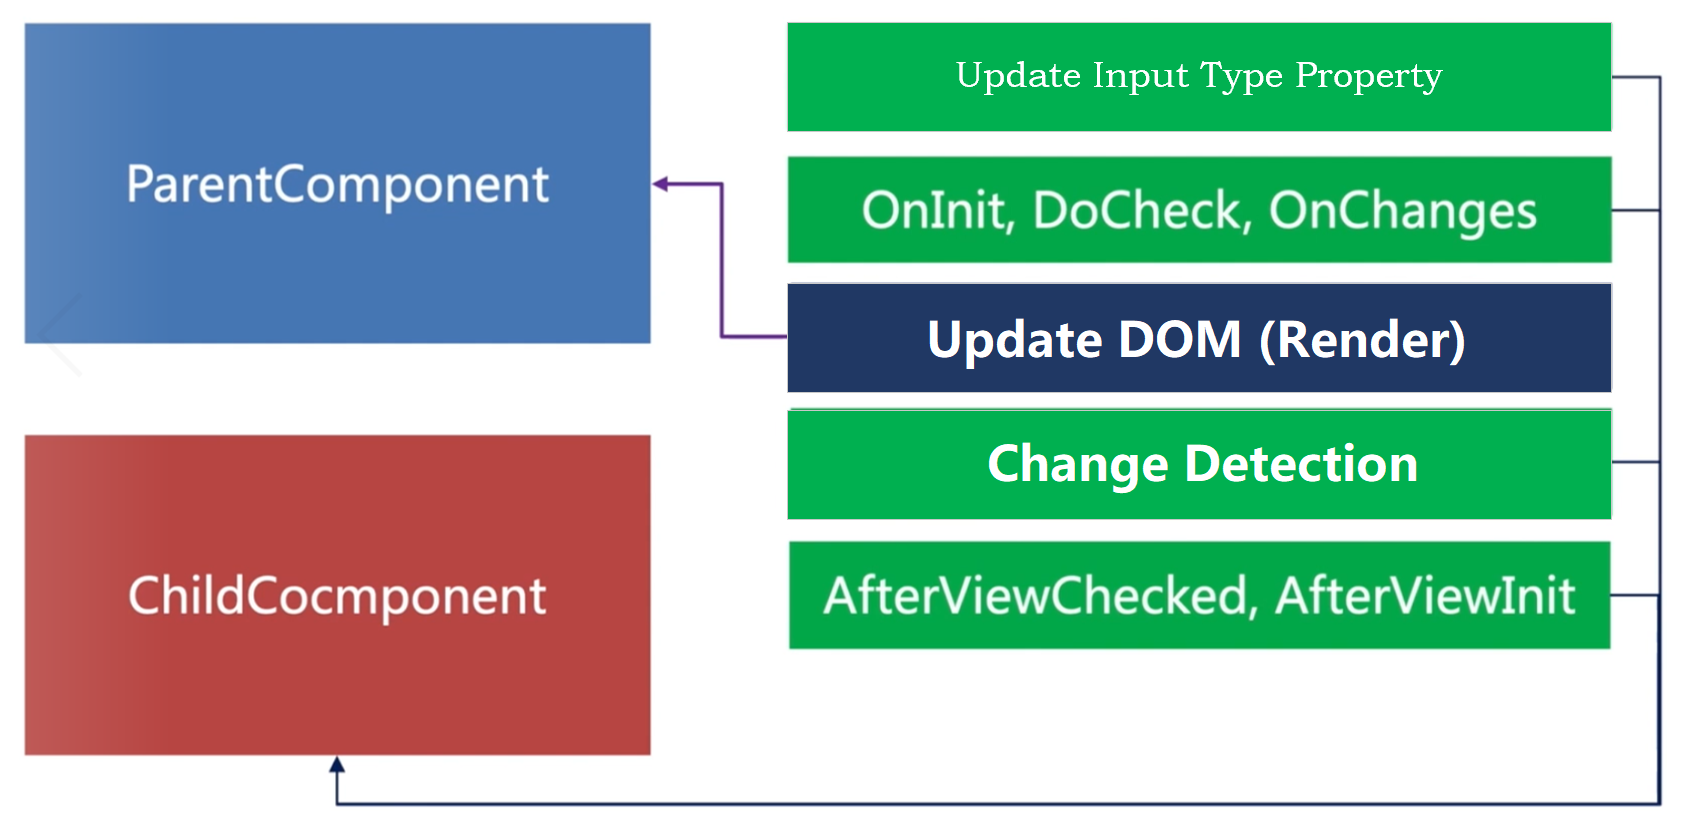 ParentComponent
ChildCocmponent
Update Input Type Property
OnInit, DoCheck, OnChanges
Update DOM (Render)
Change Detection
AfterViewChecked, AfterViewInit